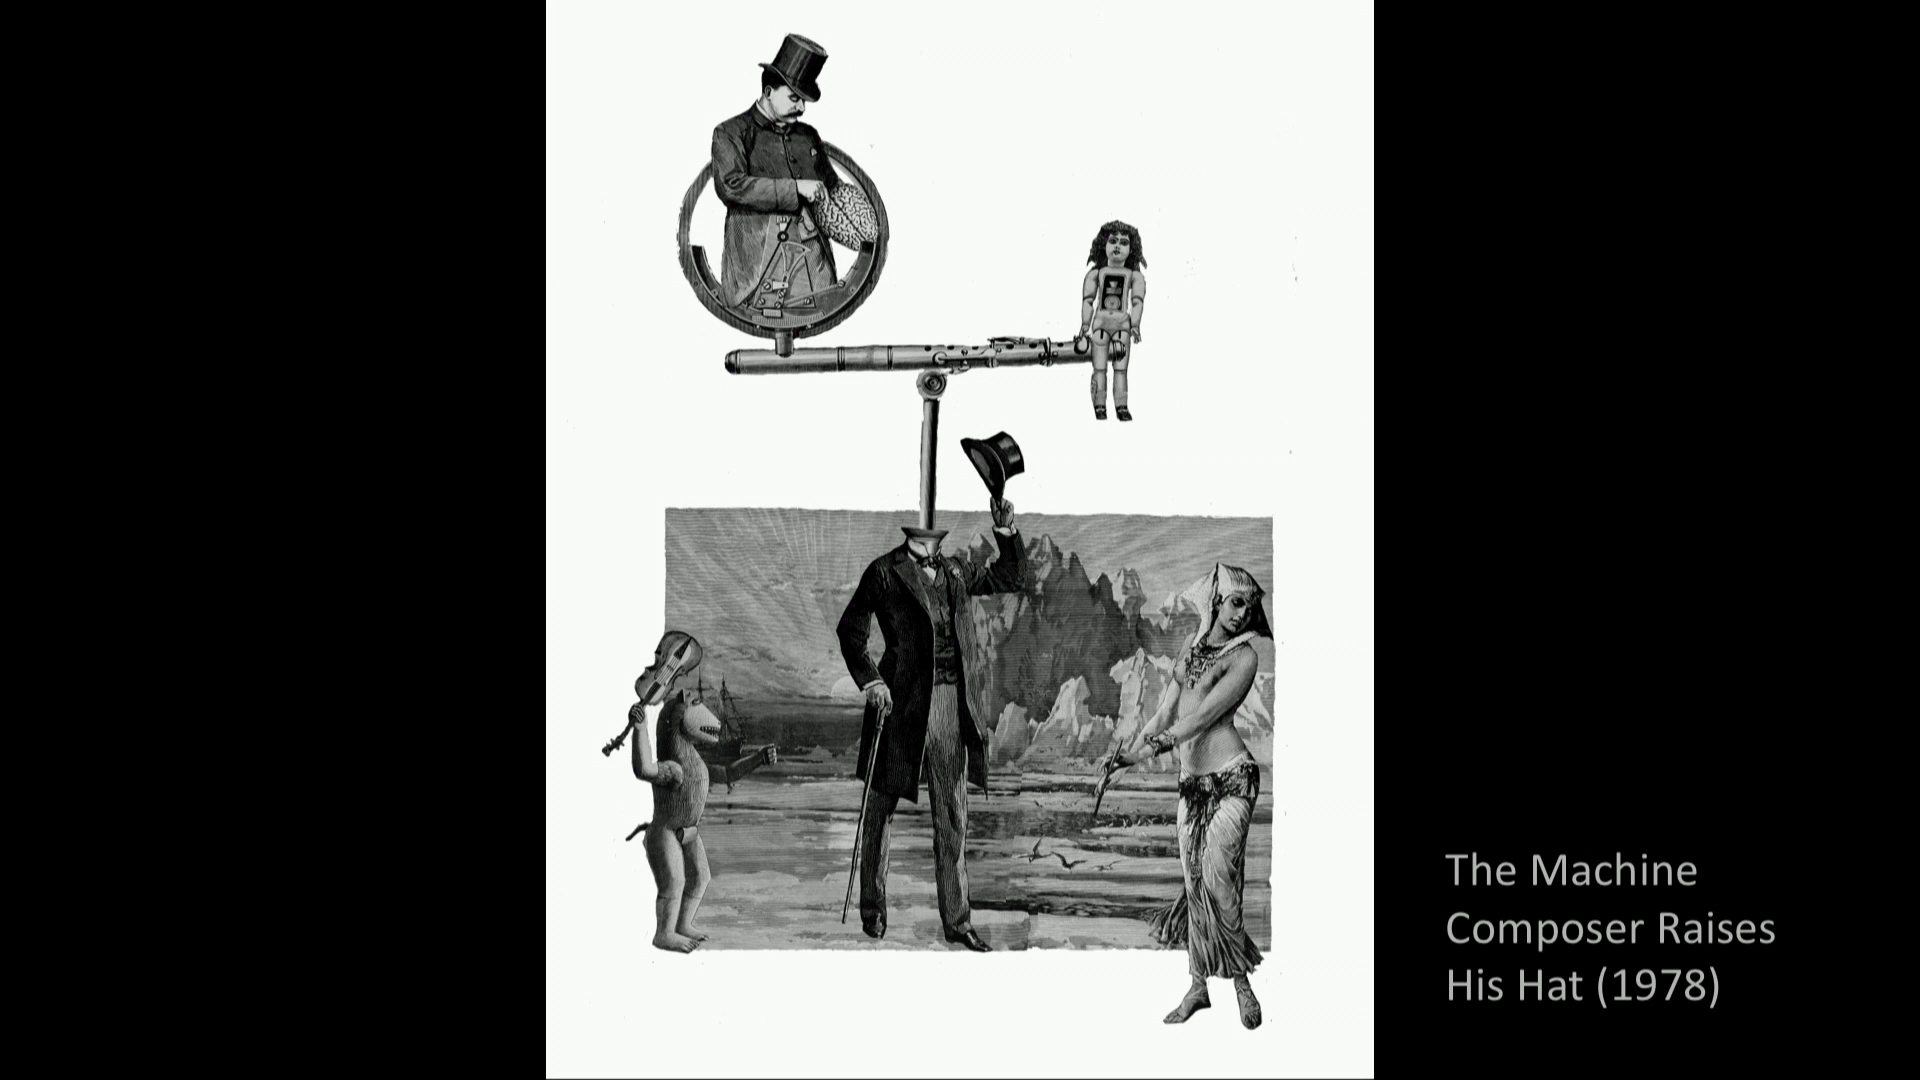 The Machine
Composer Raises
His Hat (1978)